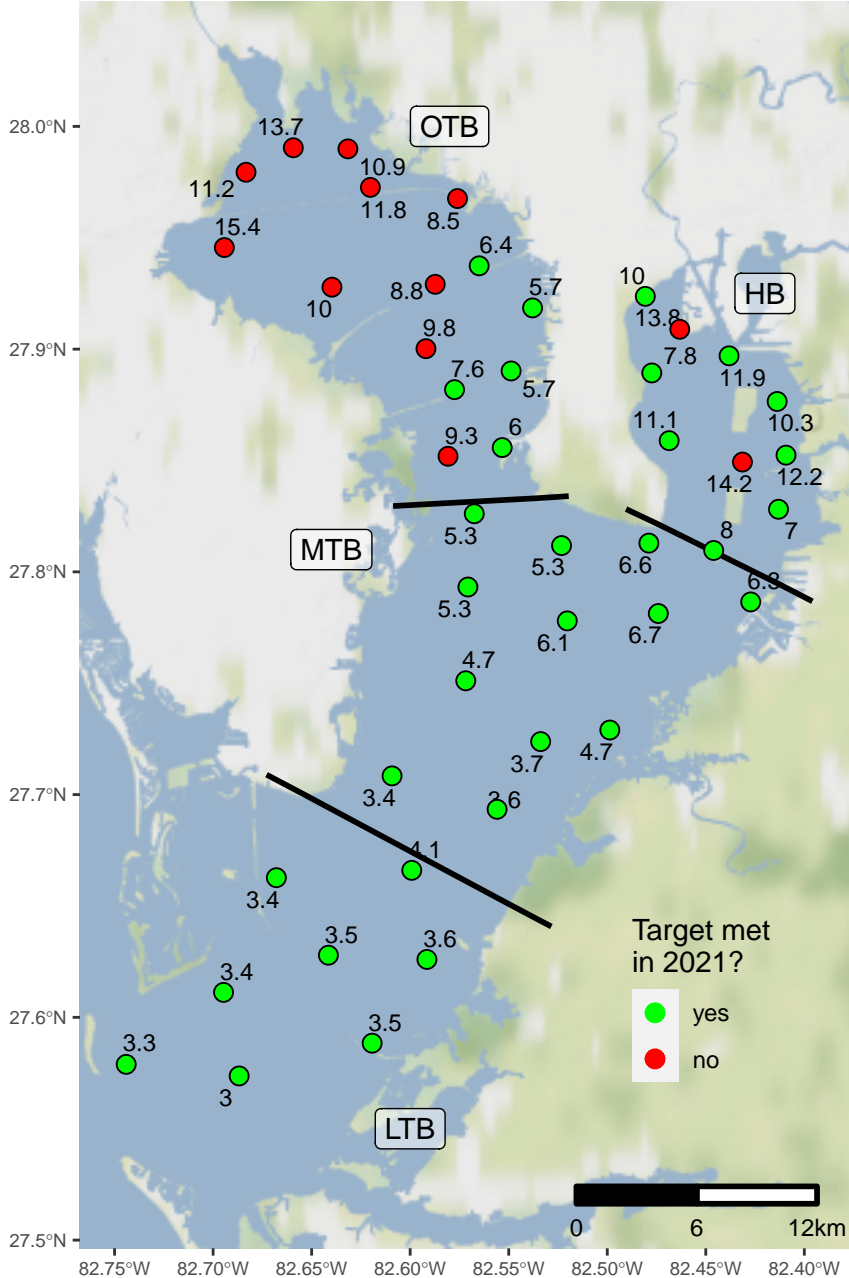 28.0°N
27.9°N
27.8°N
27.7°N
27.6°N
27.5°N
OTB
13.7
11.2
10.9
11.8
8.5
15.4
6.4
10
8.8
5.7
9.8
7.6
5.7
9.3
6
HB
10
13.8
7.8
11.9
10.3
11.1
14.2
12.2
7
8
MTB
5.3
5.3
6.6
6.3
5.3
6.1
6.7
4.7
3.7
4.7
3.4
3.6
4.1
3.4
3.5
3.6
3.4
3.5
3.3
3
LTB
Target met
in 2021?
yes
no
0 6 12km
82.75°W 82.70°W 82.65°W 82.60°W 82.55°W 82.50°W 82.45°W 82.40°W